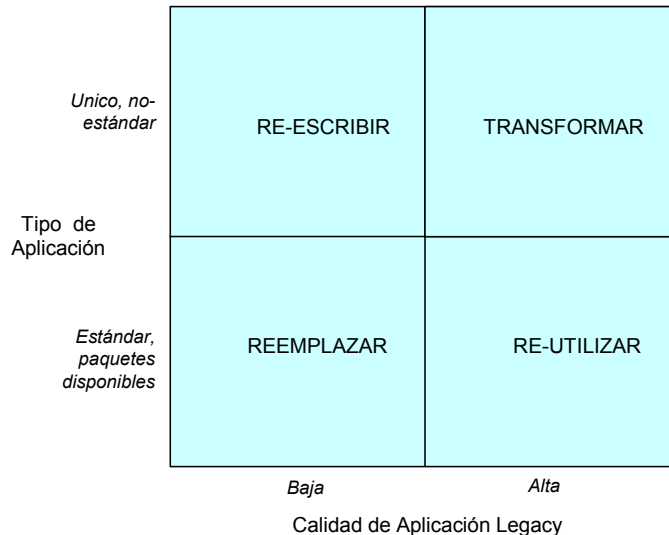 Unico, no-
estándar
RE-ESCRIBIR
TRANSFORMAR
Tipo de
Aplicación
Estándar,
paquetes
disponibles
REEMPLAZAR
RE-UTILIZAR
Baja
Alta
Calidad de Aplicación Legacy